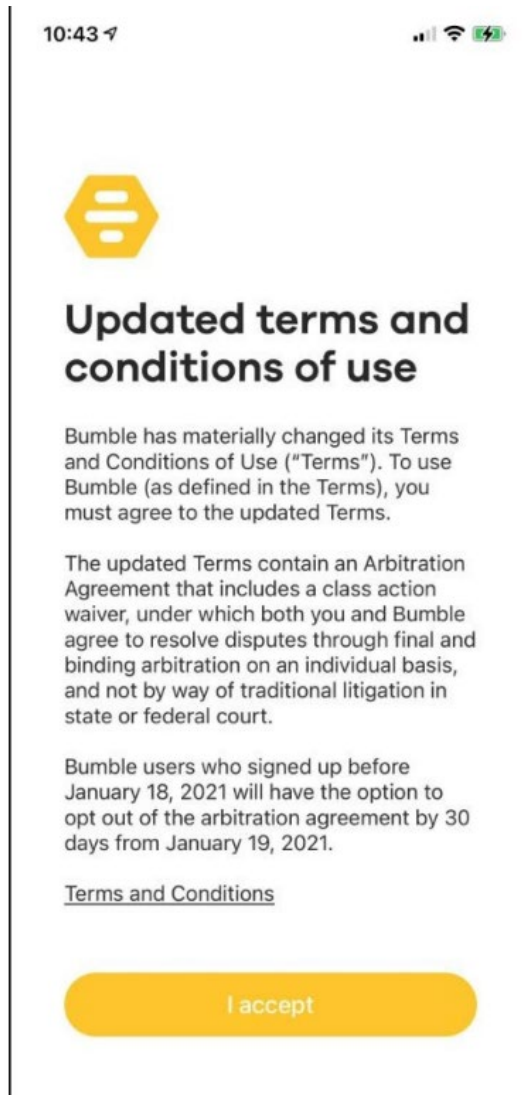 10:43
Updated terms and
conditions of use
Bumble has materially changed its Terms
and Conditions of Use (“Terms”). To use
Bumble (as defined in the Terms), you
must agree to the updated Terms.
The updated Terms contain an Arbitration
Agreement that includes a class action
waiver, under which both you and Bumble
agree to resolve disputes through final and
binding arbitration on an individual basis,
and not by way of traditional litigation in
state or federal court.
Bumble users who signed up before
January 18, 2021 will have the option to
opt out of the arbitration agreement by 30
days from January 19, 2021.
Terms and Conditions
I accept